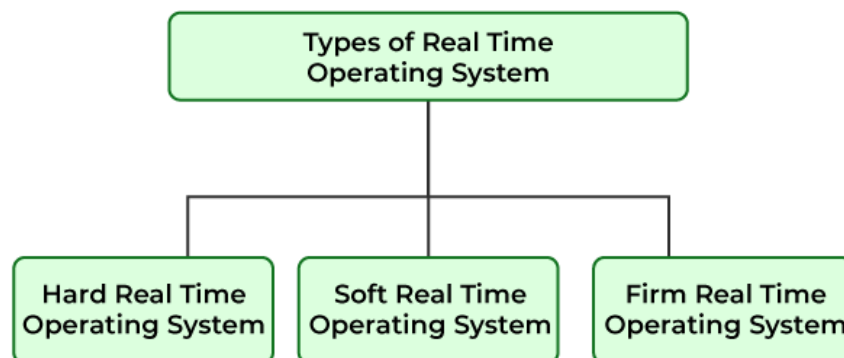 Types of Real Time
Operating System
Hard Real Time
Operating System
Soft Real Time
Operating System
Firm Real Time
Operating System